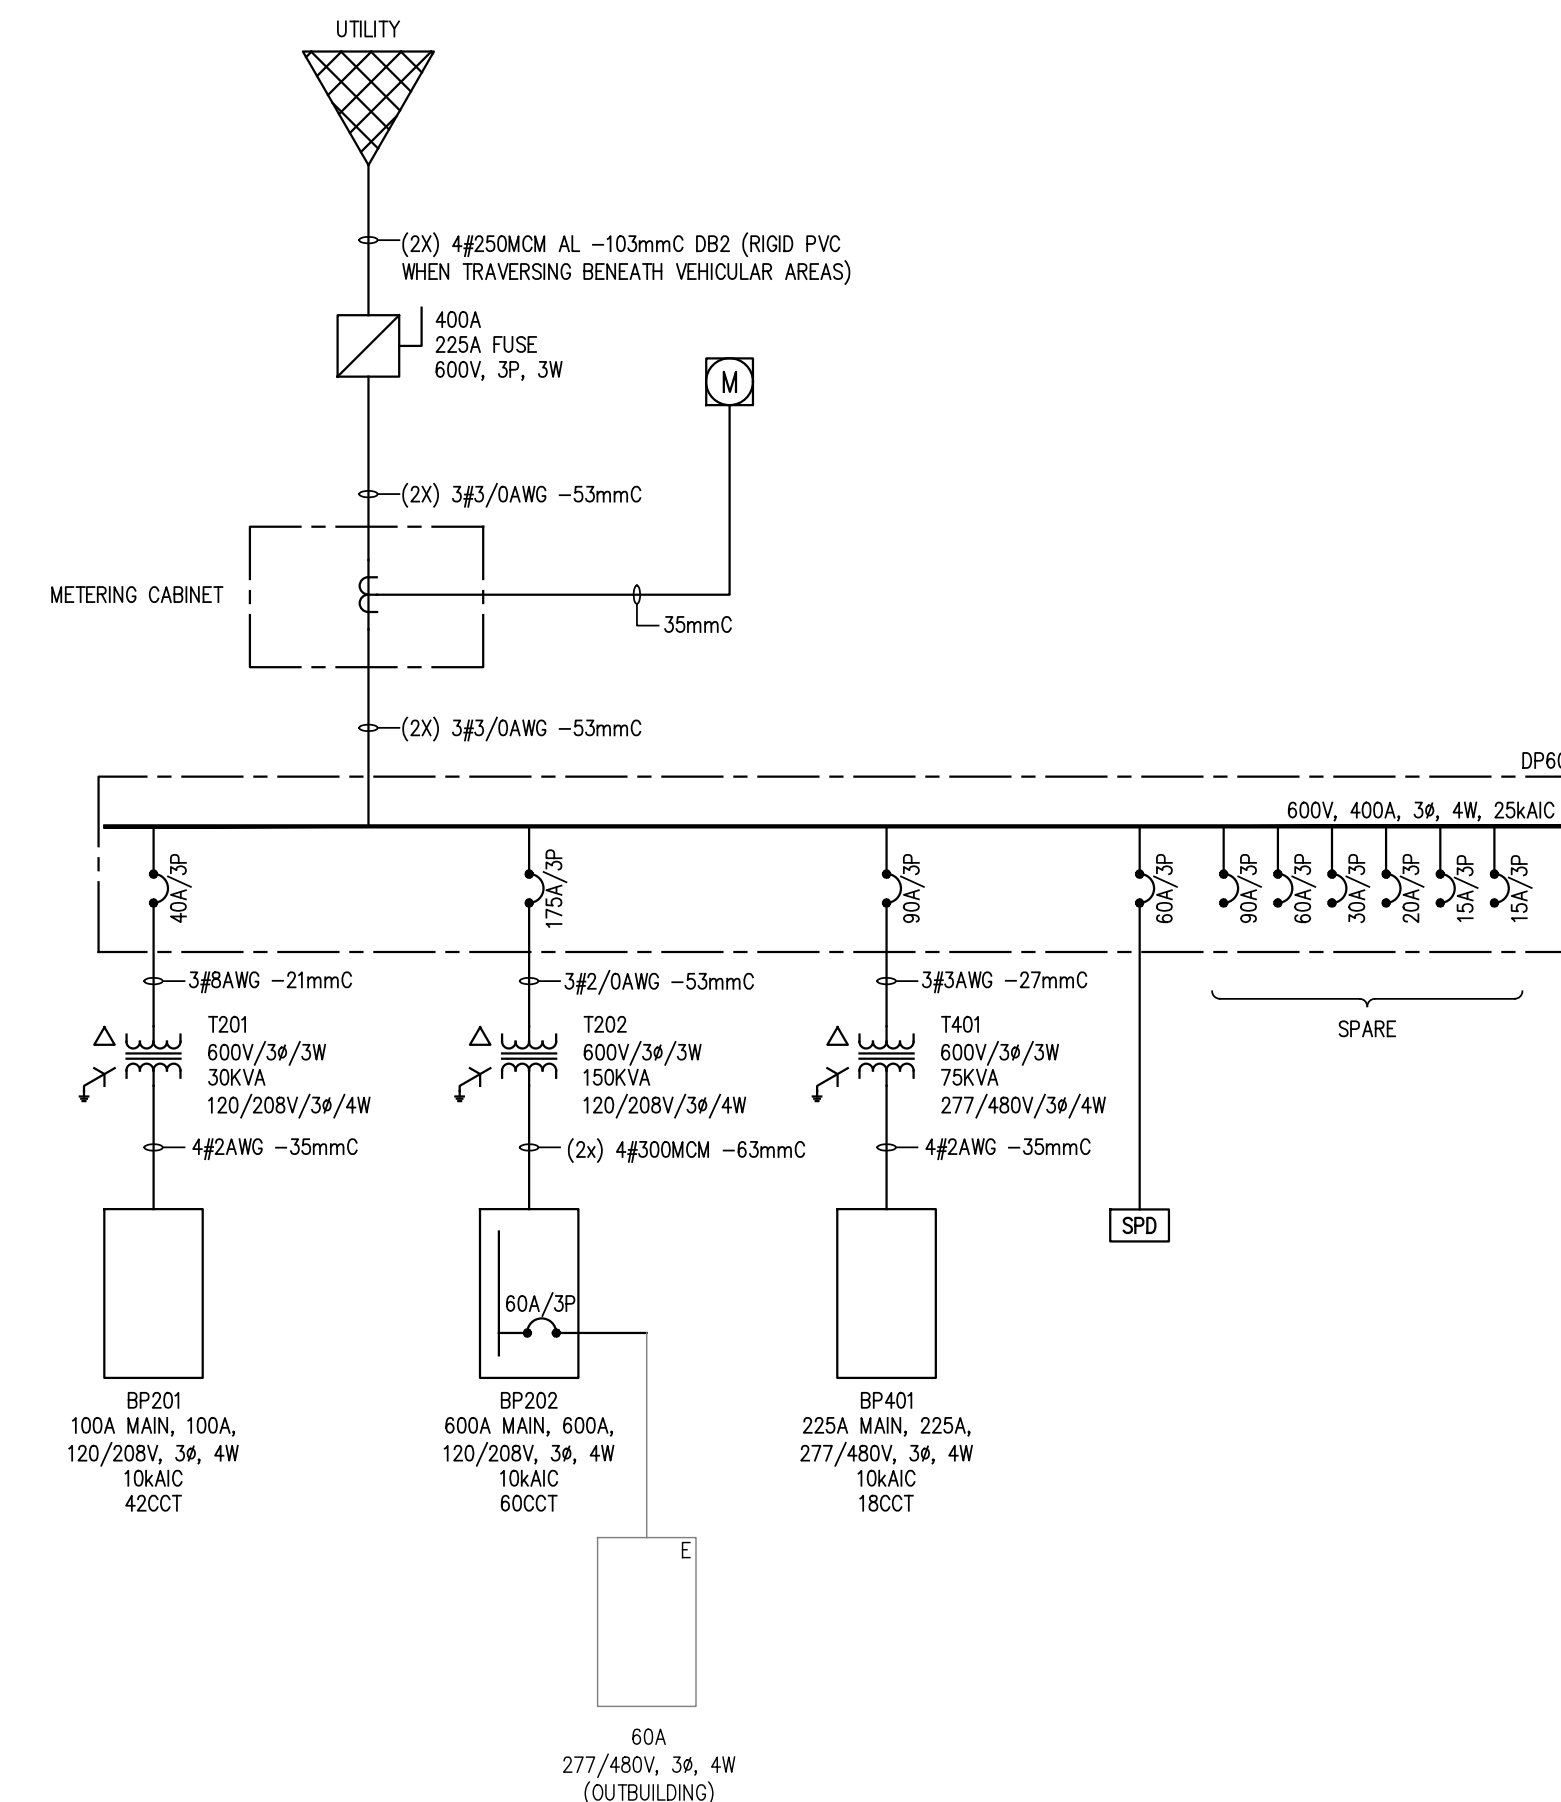 UTILITY
(2X) 4#250MCM AL -103mmC DB2 (RIGID PVC
WHEN TRAVERSING BENEATH VEHICULAR AREAS)
400A
225A FUSE
600V, 3P, 3W
M
(2X) 3#3/0AWG -53mmC
METERING CABINET
35mmC
(2X) 3#3/0AWG -53mmC
DP60
600V, 400A, 3ø, 4W, 25kAIC
40A/3P
175A/3P
90A/3P
60A/3P
90A/3P
60A/3P
30A/3P
20A/3P
15A/3P
15A/3P
3#8AWG -21mmC
3#2/0AWG -53mmC
3#3AWG -27mmC
SPARE
T201
600V/3ø/3W
30KVA
120/208V/3ø/4W
T202
600V/3ø/3W
150KVA
120/208V/3ø/4W
T401
600V/3ø/3W
75KVA
277/480V/3ø/4W
4#2AWG -35mmC
(2x) 4#300MCM -63mmC
4#2AWG -35mmC
SPD
60A/3P
BP201
100A MAIN, 100A,
120/208V, 3ø, 4W
10kAIC
42CCT
BP202
600A MAIN, 600A,
120/208V, 3ø, 4W
10kAIC
60CCT
BP401
225A MAIN, 225A,
277/480V, 3ø, 4W
10kAIC
18CCT
E
60A
277/480V, 3ø, 4W
(OUTBUILDING)